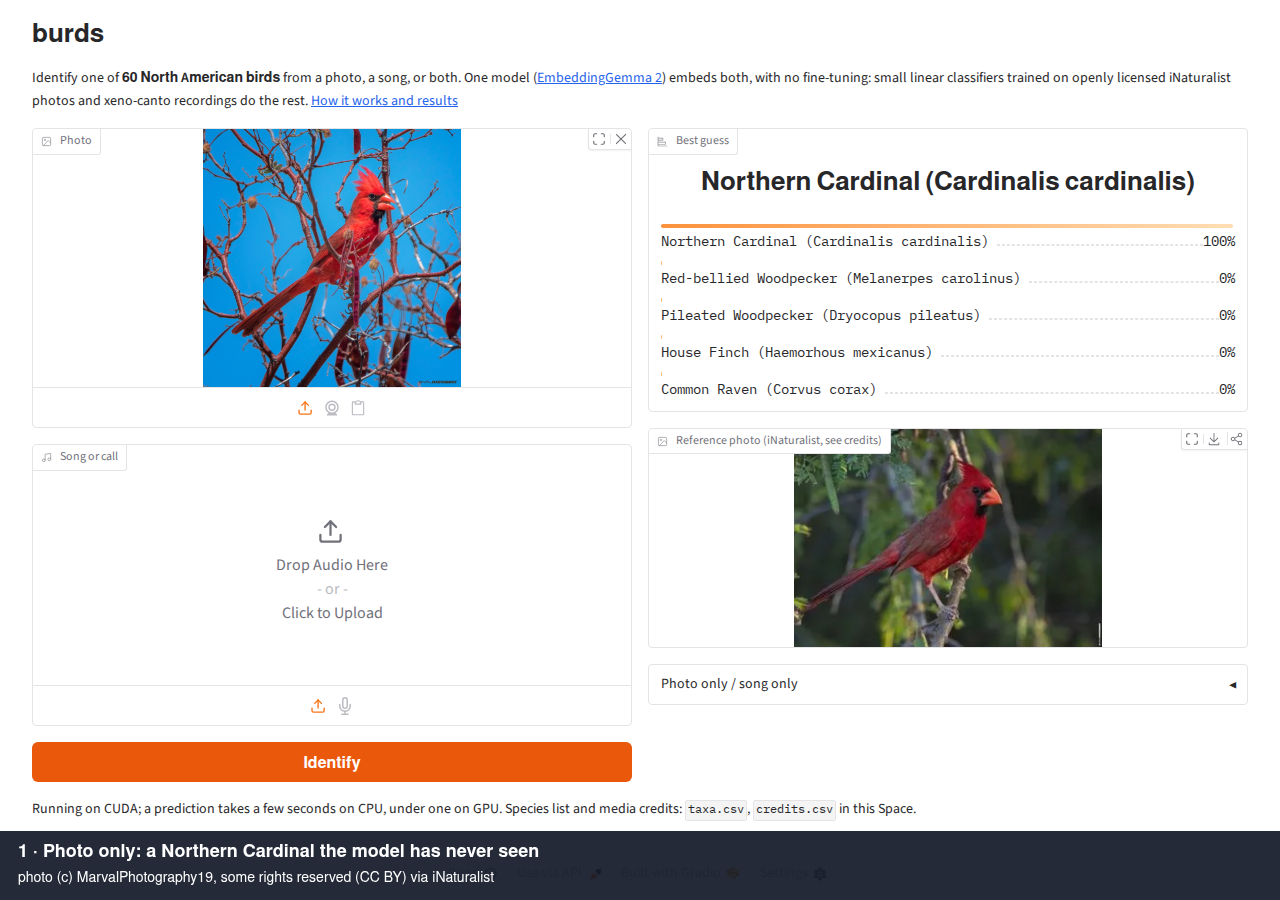 burds
Identify one of 60 North American birds from a photo, a song, or both. One model (EmbeddingGemma 2) embeds both, with no fine-tuning: small linear classifiers trained on openly licensed iNaturalist
photos and xeno-canto recordings do the rest. How it works and results
Photo
Song or call
Drop Audio Here
- or -
Click to Upload
Identify
Best guess
Northern Cardinal (Cardinalis cardinalis)
Northern Cardinal (Cardinalis cardinalis) 100%
Red-bellied Woodpecker (Melanerpes carolinus) 0%
Pileated Woodpecker (Dryocopus pileatus) 0%
House Finch (Haemorhous mexicanus) 0%
Common Raven (Corvus corax) 0%
Reference photo (iNaturalist, see credits)
Photo only / song only
Running on CUDA; a prediction takes a few seconds on CPU, under one on GPU. Species list and media credits: taxa.csv, credits.csv in this Space.
1 · Photo only: a Northern Cardinal the model has never seen
photo (c) MarvalPhotography19, some rights reserved (CC BY) via iNaturalist